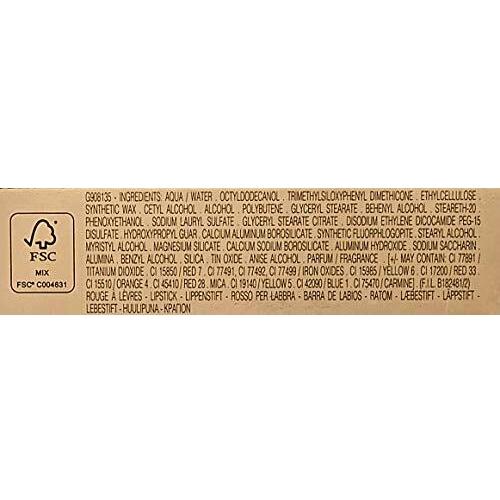 G908135 - INGREDIENTS: AQUA / WATER . OCTYLDODECANOL . TRIMETHYLSILOXYPHENYL DIMETHICONE . ETHYLCELLULOSE .
SYNTHETIC WAX . CETYL ALCOHOL . ALCOHOL . POLYBUTENE . GLYCERYL STEARATE . BEHENYL ALCOHOL . STEARETH-20 .
PHENOXYETHANOL . SODIUM LAURYL SULFATE . GLYCERYL STEARATE CITRATE . DISODIUM ETHYLENE DICOCAMIDE PEG-15
DISULFATE . HYDROXYPROPYL GUAR . CALCIUM ALUMINUM BOROSILICATE . SYNTHETIC FLUORPHLOGOPITE . STEARYL ALCOHOL .
MYRISTYL ALCOHOL . MAGNESIUM SILICATE . CALCIUM SODIUM BOROSILICATE . ALUMINUM HYDROXIDE . SODIUM SACCHARIN .
ALUMINA . BENZYL ALCOHOL . SILICA . TIN OXIDE . ANISE ALCOHOL . PARFUM / FRAGRANCE . [+/- MAY CONTAIN: CI 77891 /
TITANIUM DIOXIDE . CI 15850 / RED 7 . CI 77491, CI 77492, CI 77499 / IRON OXIDES . CI 15985 / YELLOW 6 . CI 17200 / RED 33 .
CI 15510 / ORANGE 4 . CI 45410 / RED 28 . MICA . CI 19140 / YELLOW 5 . CI 42090 / BLUE 1 . CI 75470 / CARMINE] . (F.I.L. B182481/2)
ROUGE À LÈVRES - LIPSTICK - LIPPENSTIFT - ROSSO PER LABBRA - BARRA DE LABIOS - BATOM - LÆBESTIFT - LÄPPSTIFT -
LEBESTIFT - HUULIPUNA - ΚΡΑΓΙΟΝ
FSC
MIX
FSC® C004631